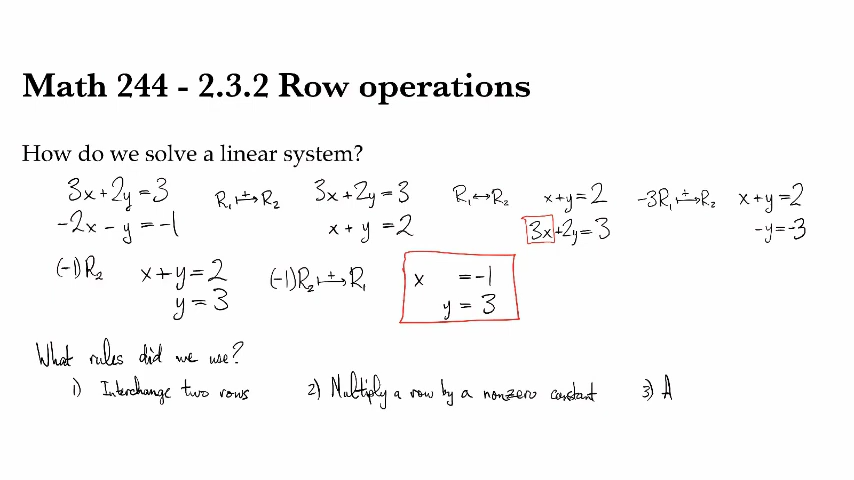 Math 244 - 2.3.2 Row operations
How do we solve a linear system?
3x+2y=3 R₁ +↦ R₂ 3x+2y=3 R₁↔R₂ x+y=2 -3R₁ +↦ R₂ x+y=2
-2x-y=-1 x+y=2 3x+2y=3 -y=-3
(-1)R₂ x+y=2 (-1)R₂ +↦ R₁ x =-1
y=3 y=3
What rules did we use?
1) Interchange two rows 2) Multiply a row by a nonzero constant 3) A